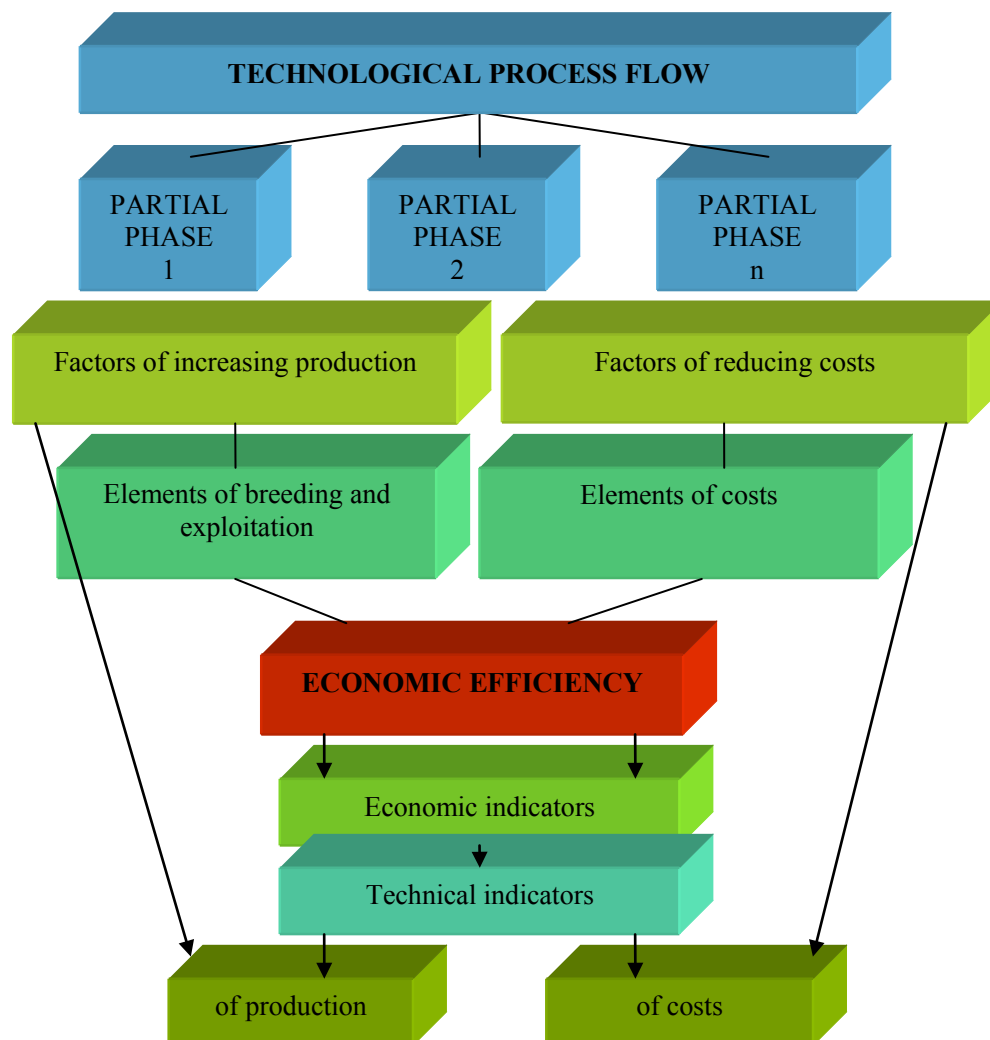 TECHNOLOGICAL PROCESS FLOW
PARTIAL
PHASE
1
PARTIAL
PHASE
2
PARTIAL
PHASE
n
Factors of increasing production
Factors of reducing costs
Elements of breeding and
exploitation
Elements of costs
ECONOMIC EFFICIENCY
Economic indicators
Technical indicators
of production
of costs